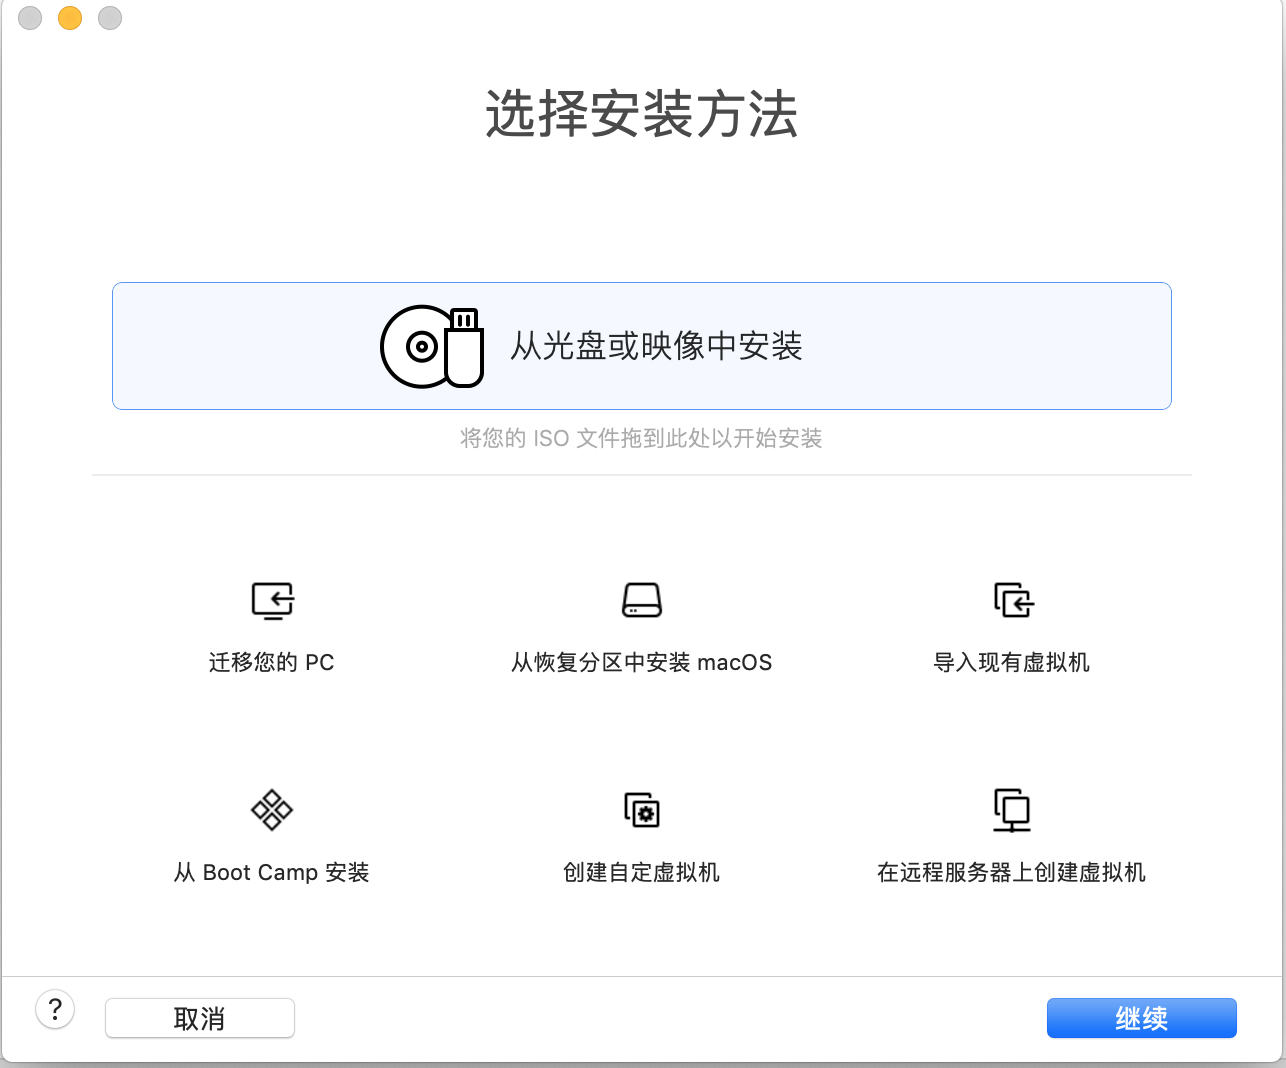 选择安装方法
从光盘或映像中安装
将您的 ISO 文件拖到此处以开始安装
迁移您的 PC
从恢复分区中安装 macOS
导入现有虚拟机
从 Boot Camp 安装
创建自定虚拟机
在远程服务器上创建虚拟机
?
取消
继续